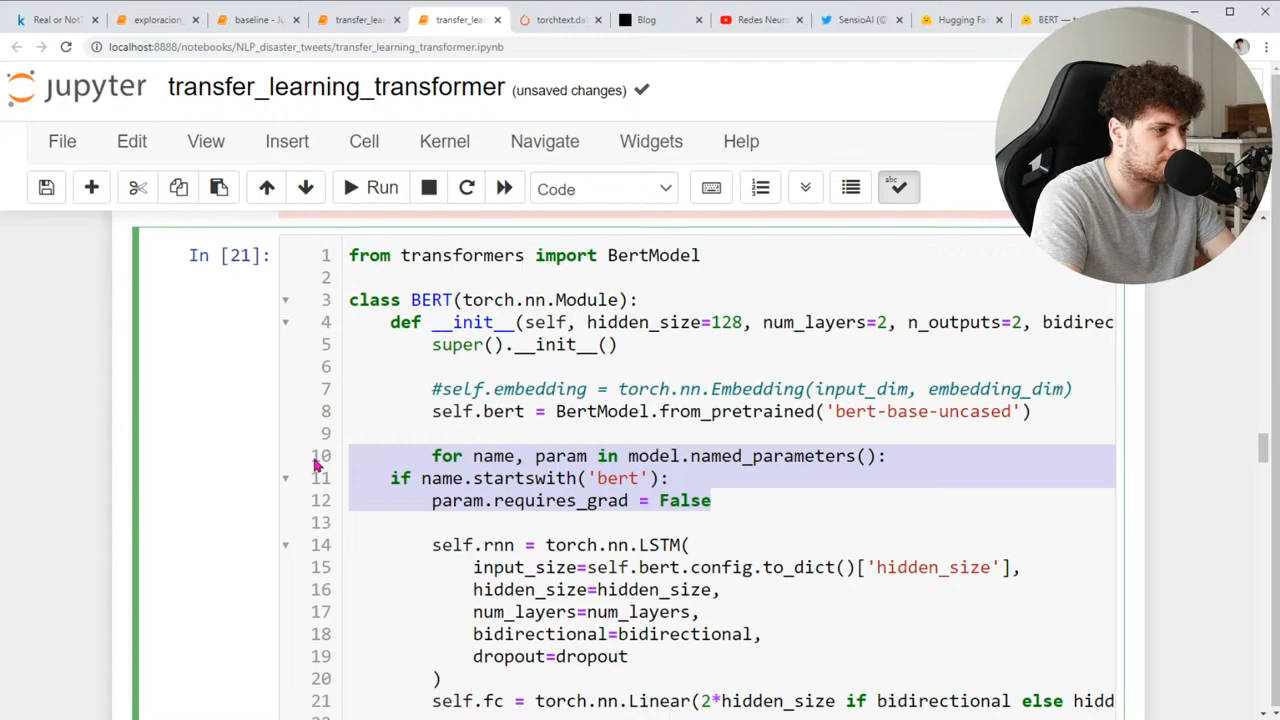 Real or NoT
exploracion_
baseline - Ju
transfer_lear
transfer_lear
torchtext.da
Blog
Redes Neur
SensioAI (@
Hugging Fa
BERT —
localhost:8888/notebooks/NLP_disaster_tweets/transfer_learning_transformer.ipynb
jupyter transfer_learning_transformer (unsaved changes)
File Edit View Insert Cell Kernel Navigate Widgets Help
Run Code
In [21]:
1 from transformers import BertModel
2
3 class BERT(torch.nn.Module):
4 def __init__(self, hidden_size=128, num_layers=2, n_outputs=2, bidirec
5 super().__init__()
6
7 #self.embedding = torch.nn.Embedding(input_dim, embedding_dim)
8 self.bert = BertModel.from_pretrained('bert-base-uncased')
9
10 for name, param in model.named_parameters():
11 if name.startswith('bert'):
12 param.requires_grad = False
13
14 self.rnn = torch.nn.LSTM(
15 input_size=self.bert.config.to_dict()['hidden_size'],
16 hidden_size=hidden_size,
17 num_layers=num_layers,
18 bidirectional=bidirectional,
19 dropout=dropout
20 )
21 self.fc = torch.nn.Linear(2*hidden_size if bidirectional else hidd